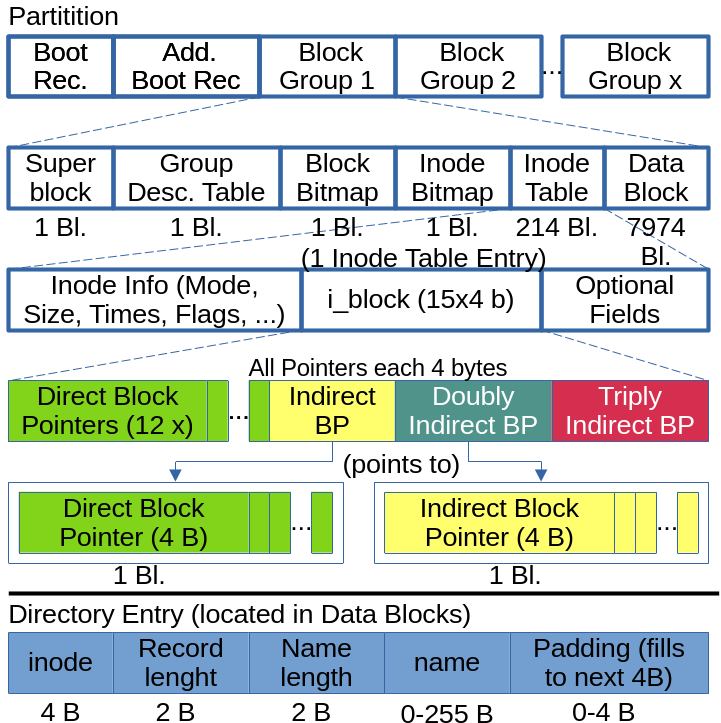 Partitition
Boot Rec.
Add. Boot Rec
Block Group 1
Block Group 2
...
Block Group x
Super block
Group Desc. Table
Block Bitmap
Inode Bitmap
Inode Table
Data Block
1 Bl.
1 Bl.
1 Bl.
1 Bl.
214 Bl.
7974 Bl.
(1 Inode Table Entry)
Inode Info (Mode, Size, Times, Flags, ...)
i_block (15x4 b)
Optional Fields
All Pointers each 4 bytes
Direct Block Pointers (12 x)
...
Indirect BP
Doubly Indirect BP
Triply Indirect BP
(points to)
Direct Block Pointer (4 B)
...
Indirect Block Pointer (4 B)
...
1 Bl.
1 Bl.
Directory Entry (located in Data Blocks)
inode
Record lenght
Name length
name
Padding (fills to next 4B)
4 B
2 B
2 B
0-255 B
0-4 B